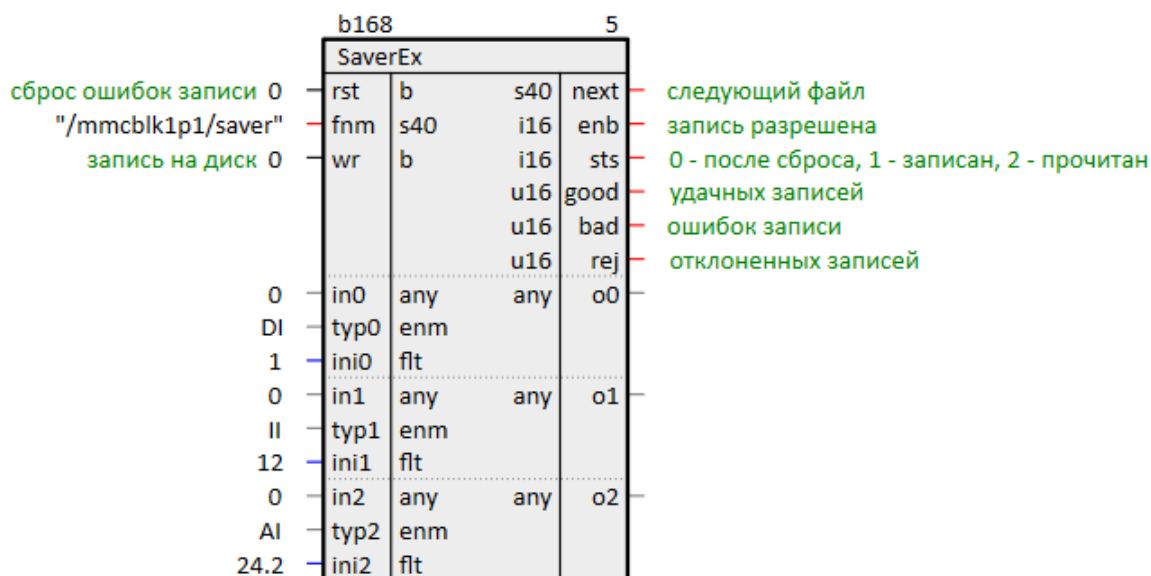 b168 5
SaverEx
сброс ошибок записи 0 rst b s40 next следующий файл
"/mmcblk1p1/saver" fnm s40 i16 enb запись разрешена
запись на диск 0 wr b i16 sts 0 - после сброса, 1 - записан, 2 - прочитан
u16 good удачных записей
u16 bad ошибок записи
u16 rej отклоненных записей
0 in0 any any o0
DI typ0 enm
1 ini0 flt
0 in1 any any o1
II typ1 enm
12 ini1 flt
0 in2 any any o2
AI typ2 enm
24.2 ini2 flt